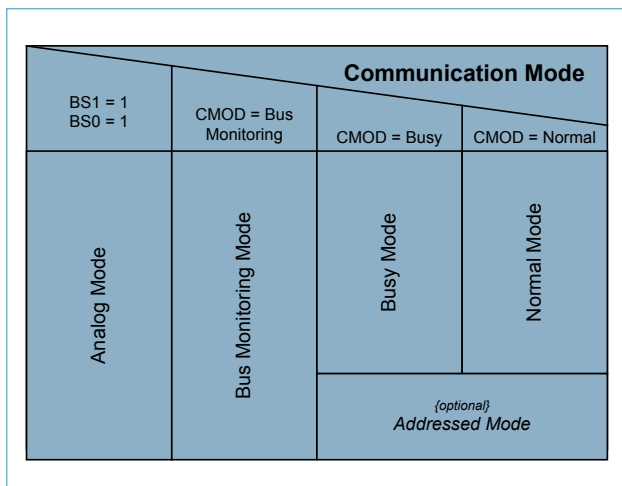 Communication Mode
BS1 = 1
BS0 = 1
CMOD = Bus
Monitoring
CMOD = Busy
CMOD = Normal
Analog Mode
Bus Monitoring Mode
Busy Mode
Normal Mode
{optional}
Addressed Mode